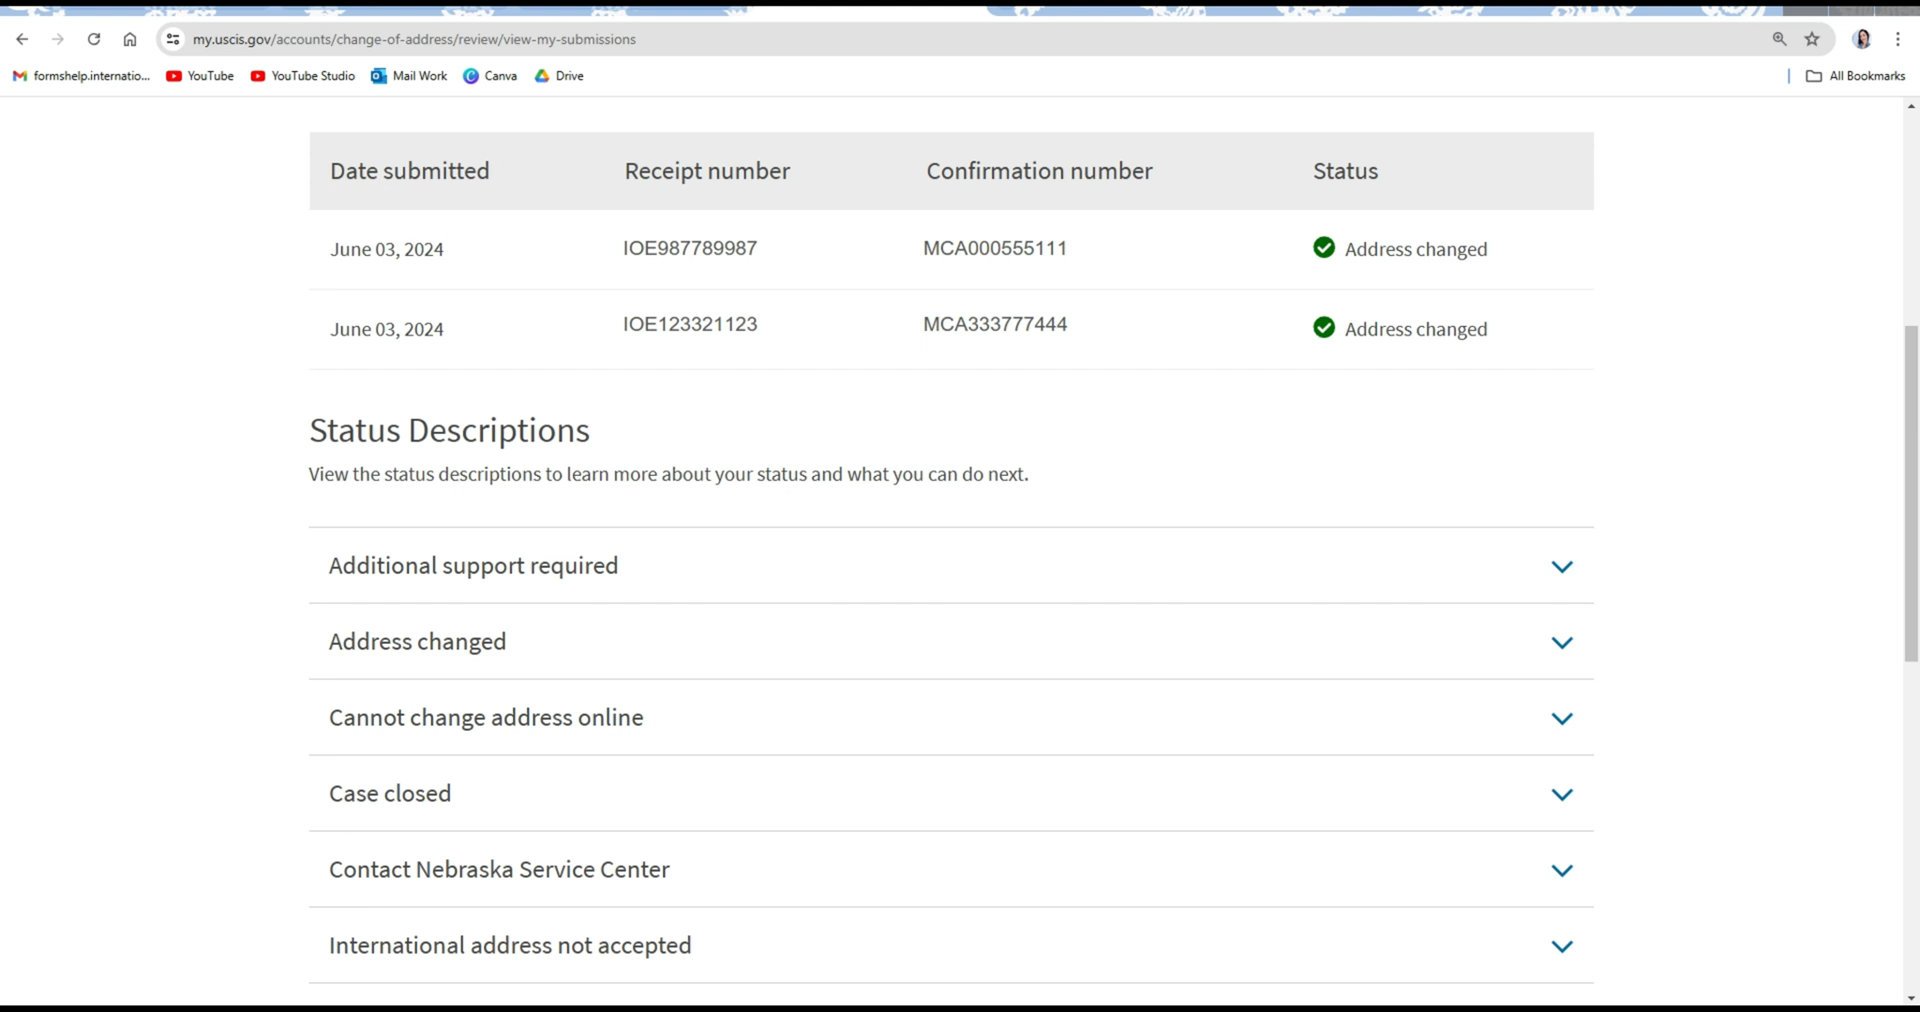 my.uscis.gov/accounts/change-of-address/review/view-my-submissions
formshelp.internatio... YouTube YouTube Studio Mail Work Canva Drive All Bookmarks
Date submitted Receipt number Confirmation number Status
June 03, 2024 IOE987789987 MCA000555111 Address changed
June 03, 2024 IOE123321123 MCA333777444 Address changed
Status Descriptions
View the status descriptions to learn more about your status and what you can do next.
Additional support required
Address changed
Cannot change address online
Case closed
Contact Nebraska Service Center
International address not accepted